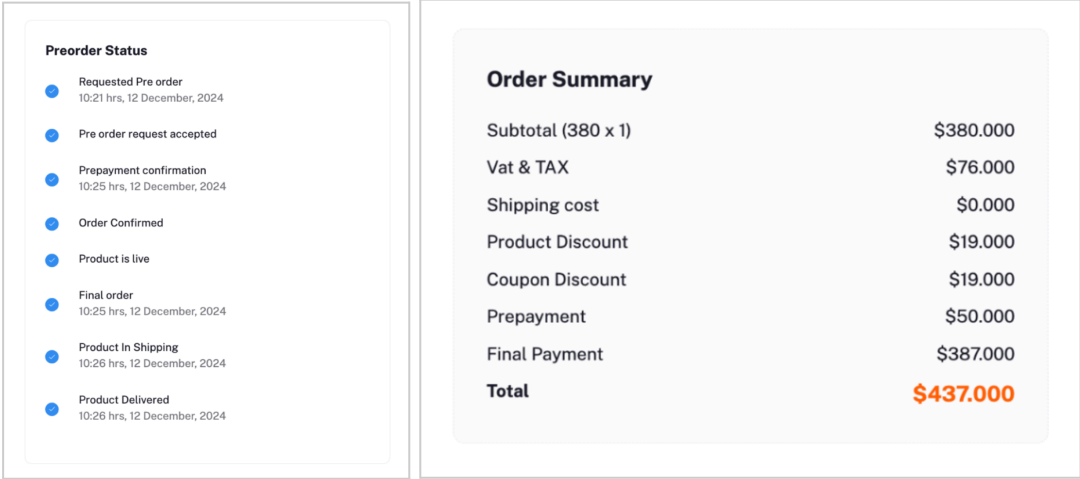 Preorder Status
Requested Pre order
10:21 hrs, 12 December, 2024
Pre order request accepted
Prepayment confirmation
10:25 hrs, 12 December, 2024
Order Confirmed
Product is live
Final order
10:25 hrs, 12 December, 2024
Product In Shipping
10:26 hrs, 12 December, 2024
Product Delivered
10:26 hrs, 12 December, 2024
Order Summary
Subtotal (380 x 1) $380.000
Vat & TAX $76.000
Shipping cost $0.000
Product Discount $19.000
Coupon Discount $19.000
Prepayment $50.000
Final Payment $387.000
Total $437.000